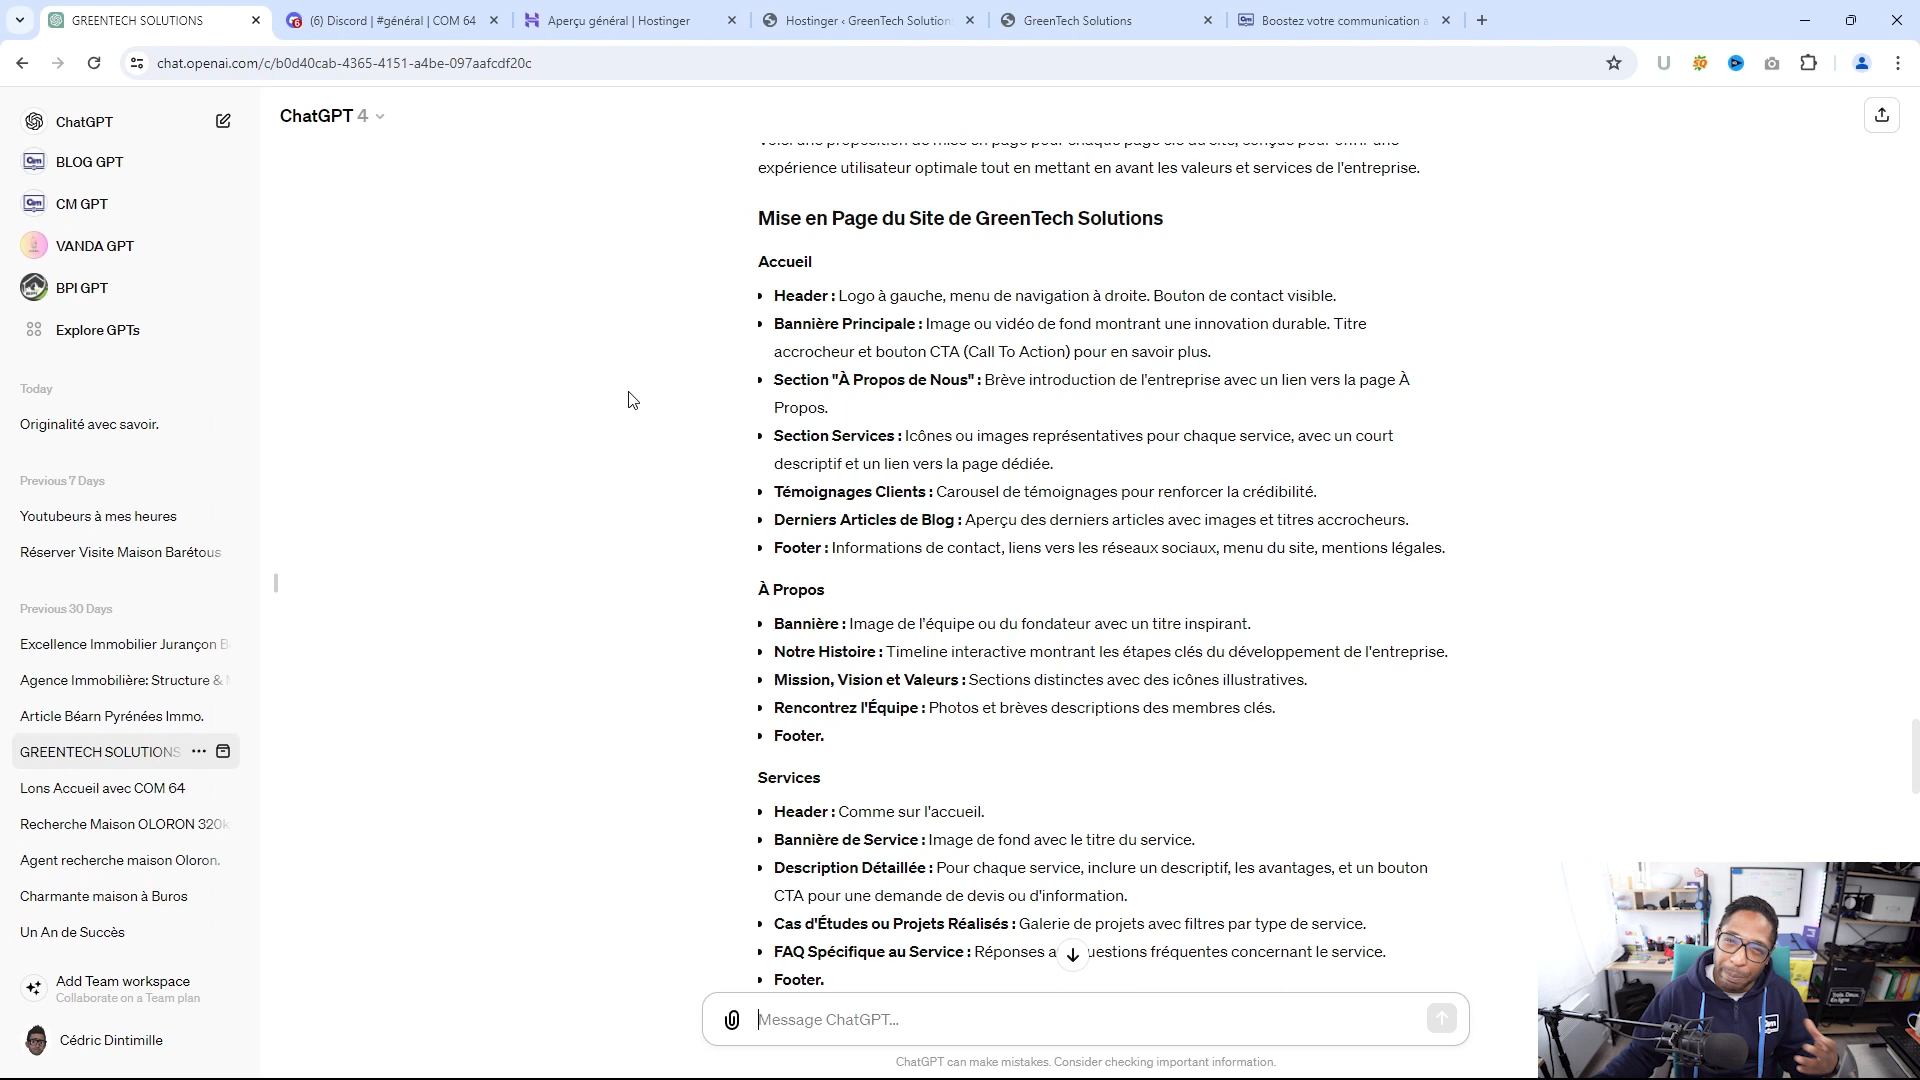 GREENTECH SOLUTIONS
(6) Discord | #général | COM 64
Aperçu général | Hostinger
Hostinger ‹ GreenTech Solution
GreenTech Solutions
Boostez votre communication a
chat.openai.com/c/b0d40cab-4365-4151-a4be-097aafcdf20c
ChatGPT
BLOG GPT
CM GPT
VANDA GPT
BPI GPT
Explore GPTs
Today
Originalité avec savoir.
Previous 7 Days
Youtubeurs à mes heures
Réserver Visite Maison Barétous
Previous 30 Days
Excellence Immobilier Jurançon B
Agence Immobilière: Structure &
Article Béarn Pyrénées Immo.
GREENTECH SOLUTIONS
Lons Accueil avec COM 64
Recherche Maison OLORON 320k
Agent recherche maison Oloron.
Charmante maison à Buros
Un An de Succès
Add Team workspace
Collaborate on a Team plan
Cédric Dintimille
ChatGPT 4
expérience utilisateur optimale tout en mettant en avant les valeurs et services de l'entreprise.
Mise en Page du Site de GreenTech Solutions
Accueil
• Header : Logo à gauche, menu de navigation à droite. Bouton de contact visible.
• Bannière Principale : Image ou vidéo de fond montrant une innovation durable. Titre
accrocheur et bouton CTA (Call To Action) pour en savoir plus.
• Section "À Propos de Nous" : Brève introduction de l'entreprise avec un lien vers la page À
Propos.
• Section Services : Icônes ou images représentatives pour chaque service, avec un court
descriptif et un lien vers la page dédiée.
• Témoignages Clients : Carousel de témoignages pour renforcer la crédibilité.
• Derniers Articles de Blog : Aperçu des derniers articles avec images et titres accrocheurs.
• Footer : Informations de contact, liens vers les réseaux sociaux, menu du site, mentions légales.
À Propos
• Bannière : Image de l'équipe ou du fondateur avec un titre inspirant.
• Notre Histoire : Timeline interactive montrant les étapes clés du développement de l'entreprise.
• Mission, Vision et Valeurs : Sections distinctes avec des icônes illustratives.
• Rencontrez l'Équipe : Photos et brèves descriptions des membres clés.
• Footer.
Services
• Header : Comme sur l'accueil.
• Bannière de Service : Image de fond avec le titre du service.
• Description Détaillée : Pour chaque service, inclure un descriptif, les avantages, et un bouton
CTA pour une demande de devis ou d'information.
• Cas d'Études ou Projets Réalisés : Galerie de projets avec filtres par type de service.
• FAQ Spécifique au Service : Réponses a uestions fréquentes concernant le service.
• Footer.
Message ChatGPT...
ChatGPT can make mistakes. Consider checking important information.